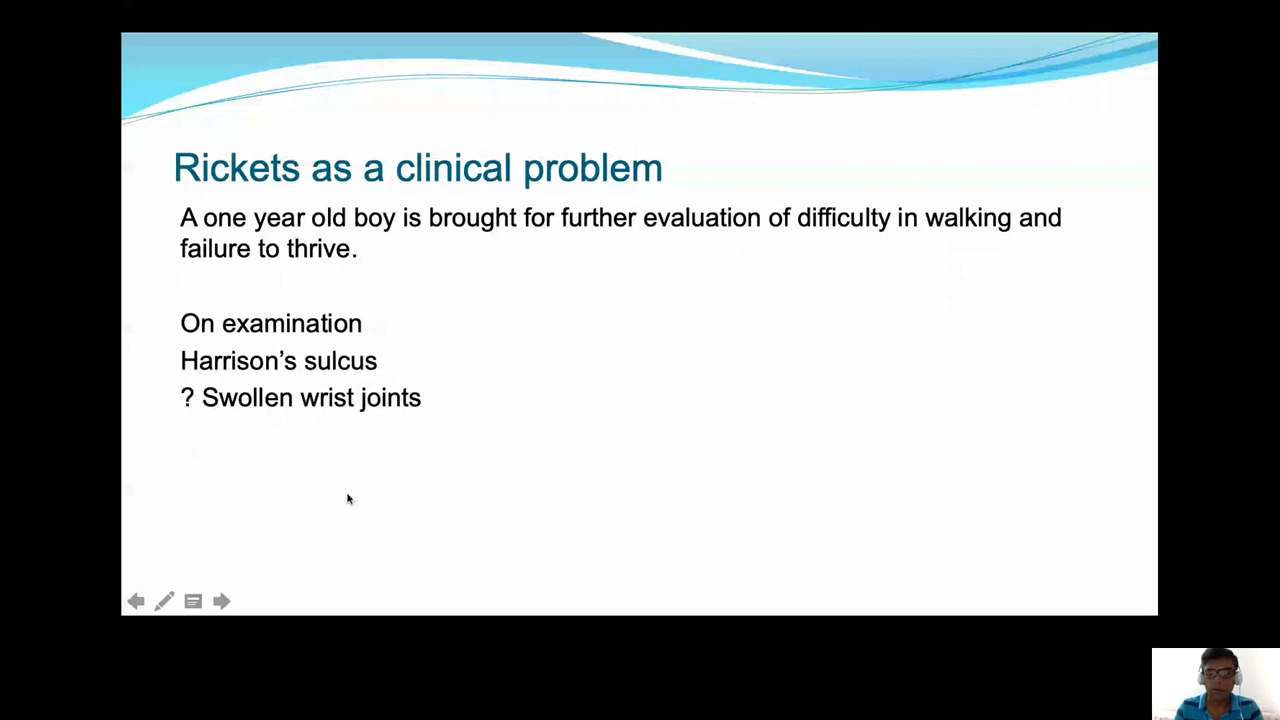 Rickets as a clinical problem
A one year old boy is brought for further evaluation of difficulty in walking and
failure to thrive.
On examination
Harrison’s sulcus
? Swollen wrist joints